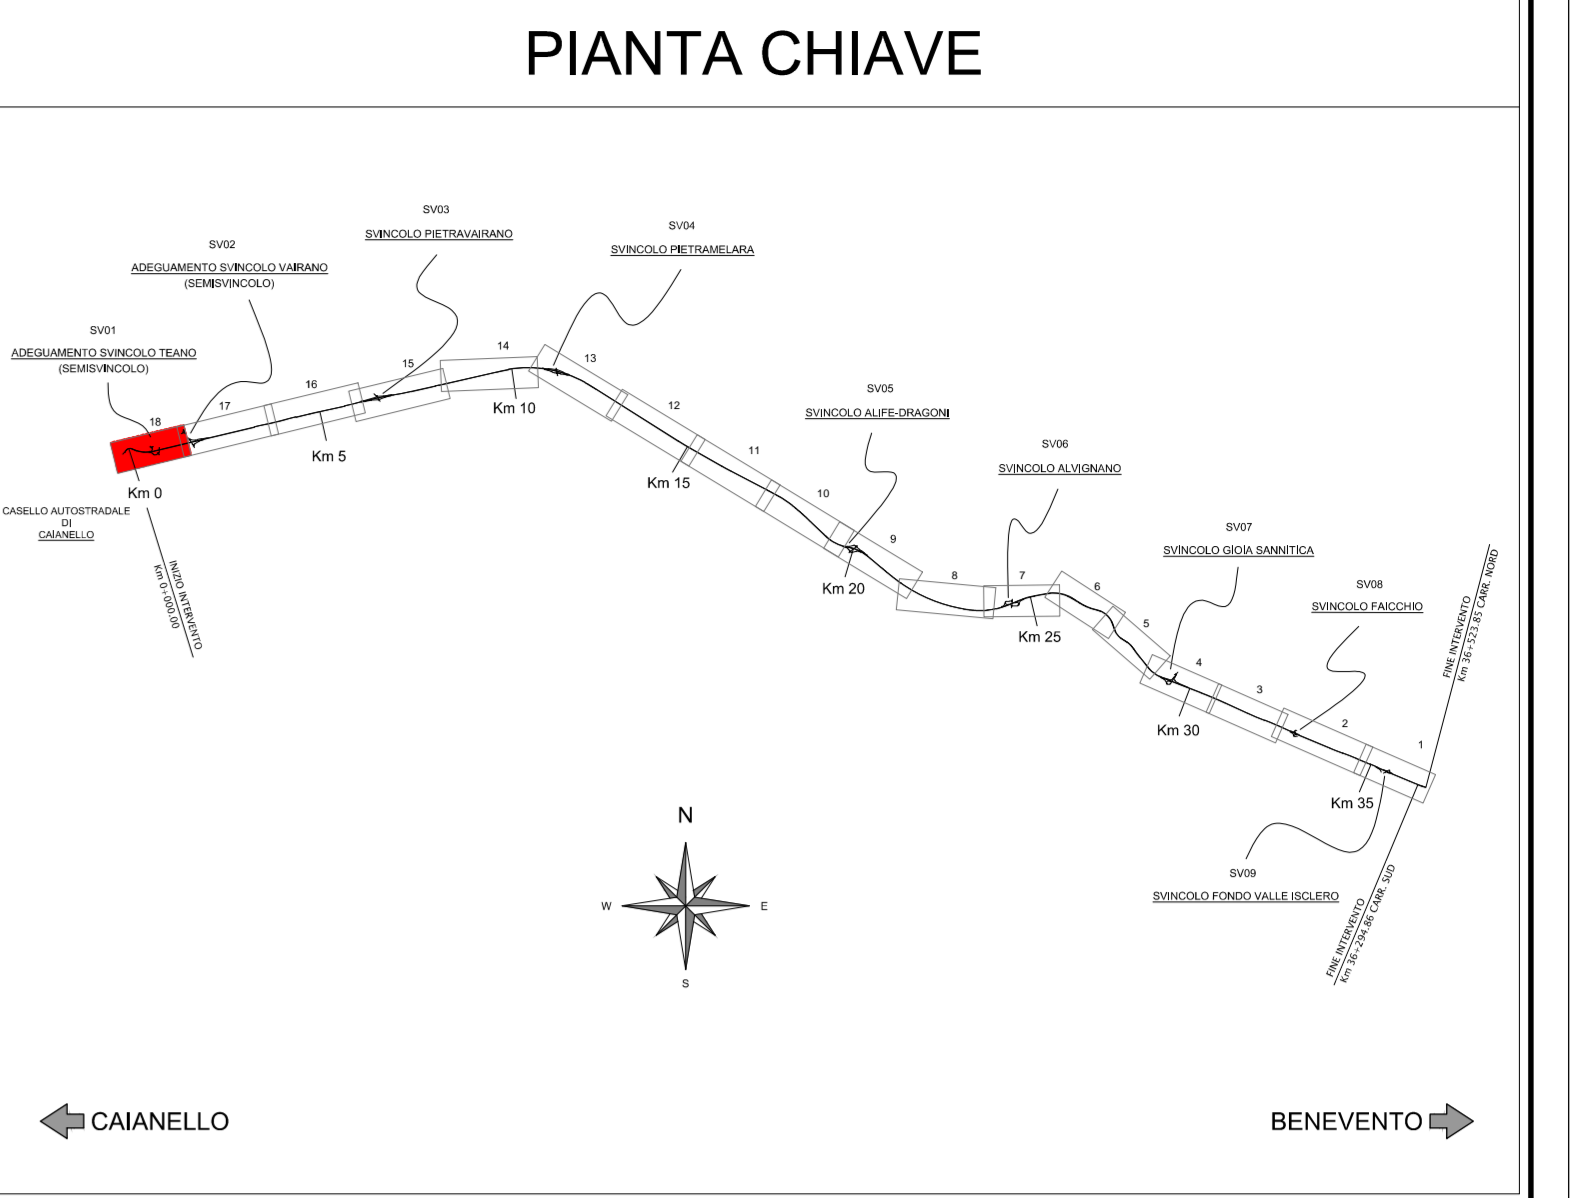 PIANTA CHIAVE
SV03
SVINCOLO PIETRAVAIRANO
SV04
SVINCOLO PIETRAMELARA
SV02
ADEGUAMENTO SVINCOLO VAIRANO
(SEMISVINCOLO)
SV01
ADEGUAMENTO SVINCOLO TEANO
(SEMISVINCOLO)
18
17
16
15
14
13
12
11
10
9
8
7
6
5
4
3
2
1
Km 0
Km 5
Km 10
Km 15
Km 20
Km 25
Km 30
Km 35
CASELLO AUTOSTRADALE
DI
CAIANELLO
INIZIO INTERVENTO
Km 0+000.00
SV05
SVINCOLO ALIFE-DRAGONI
SV06
SVINCOLO ALVIGNANO
SV07
SVINCOLO GIOIA SANNITICA
SV08
SVINCOLO FAICCHIO
FINE INTERVENTO
Km 36+523.85 CARR. NORD
SV09
SVINCOLO FONDO VALLE ISCLERO
FINE INTERVENTO
Km 36+294.86 CARR. SUD
N
W
E
S
CAIANELLO
BENEVENTO